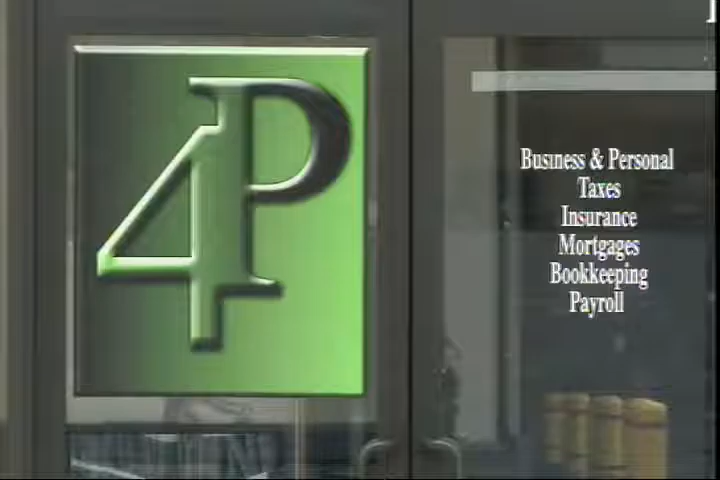 4P
Business & Personal
Taxes
Insurance
Mortgages
Bookkeeping
Payroll